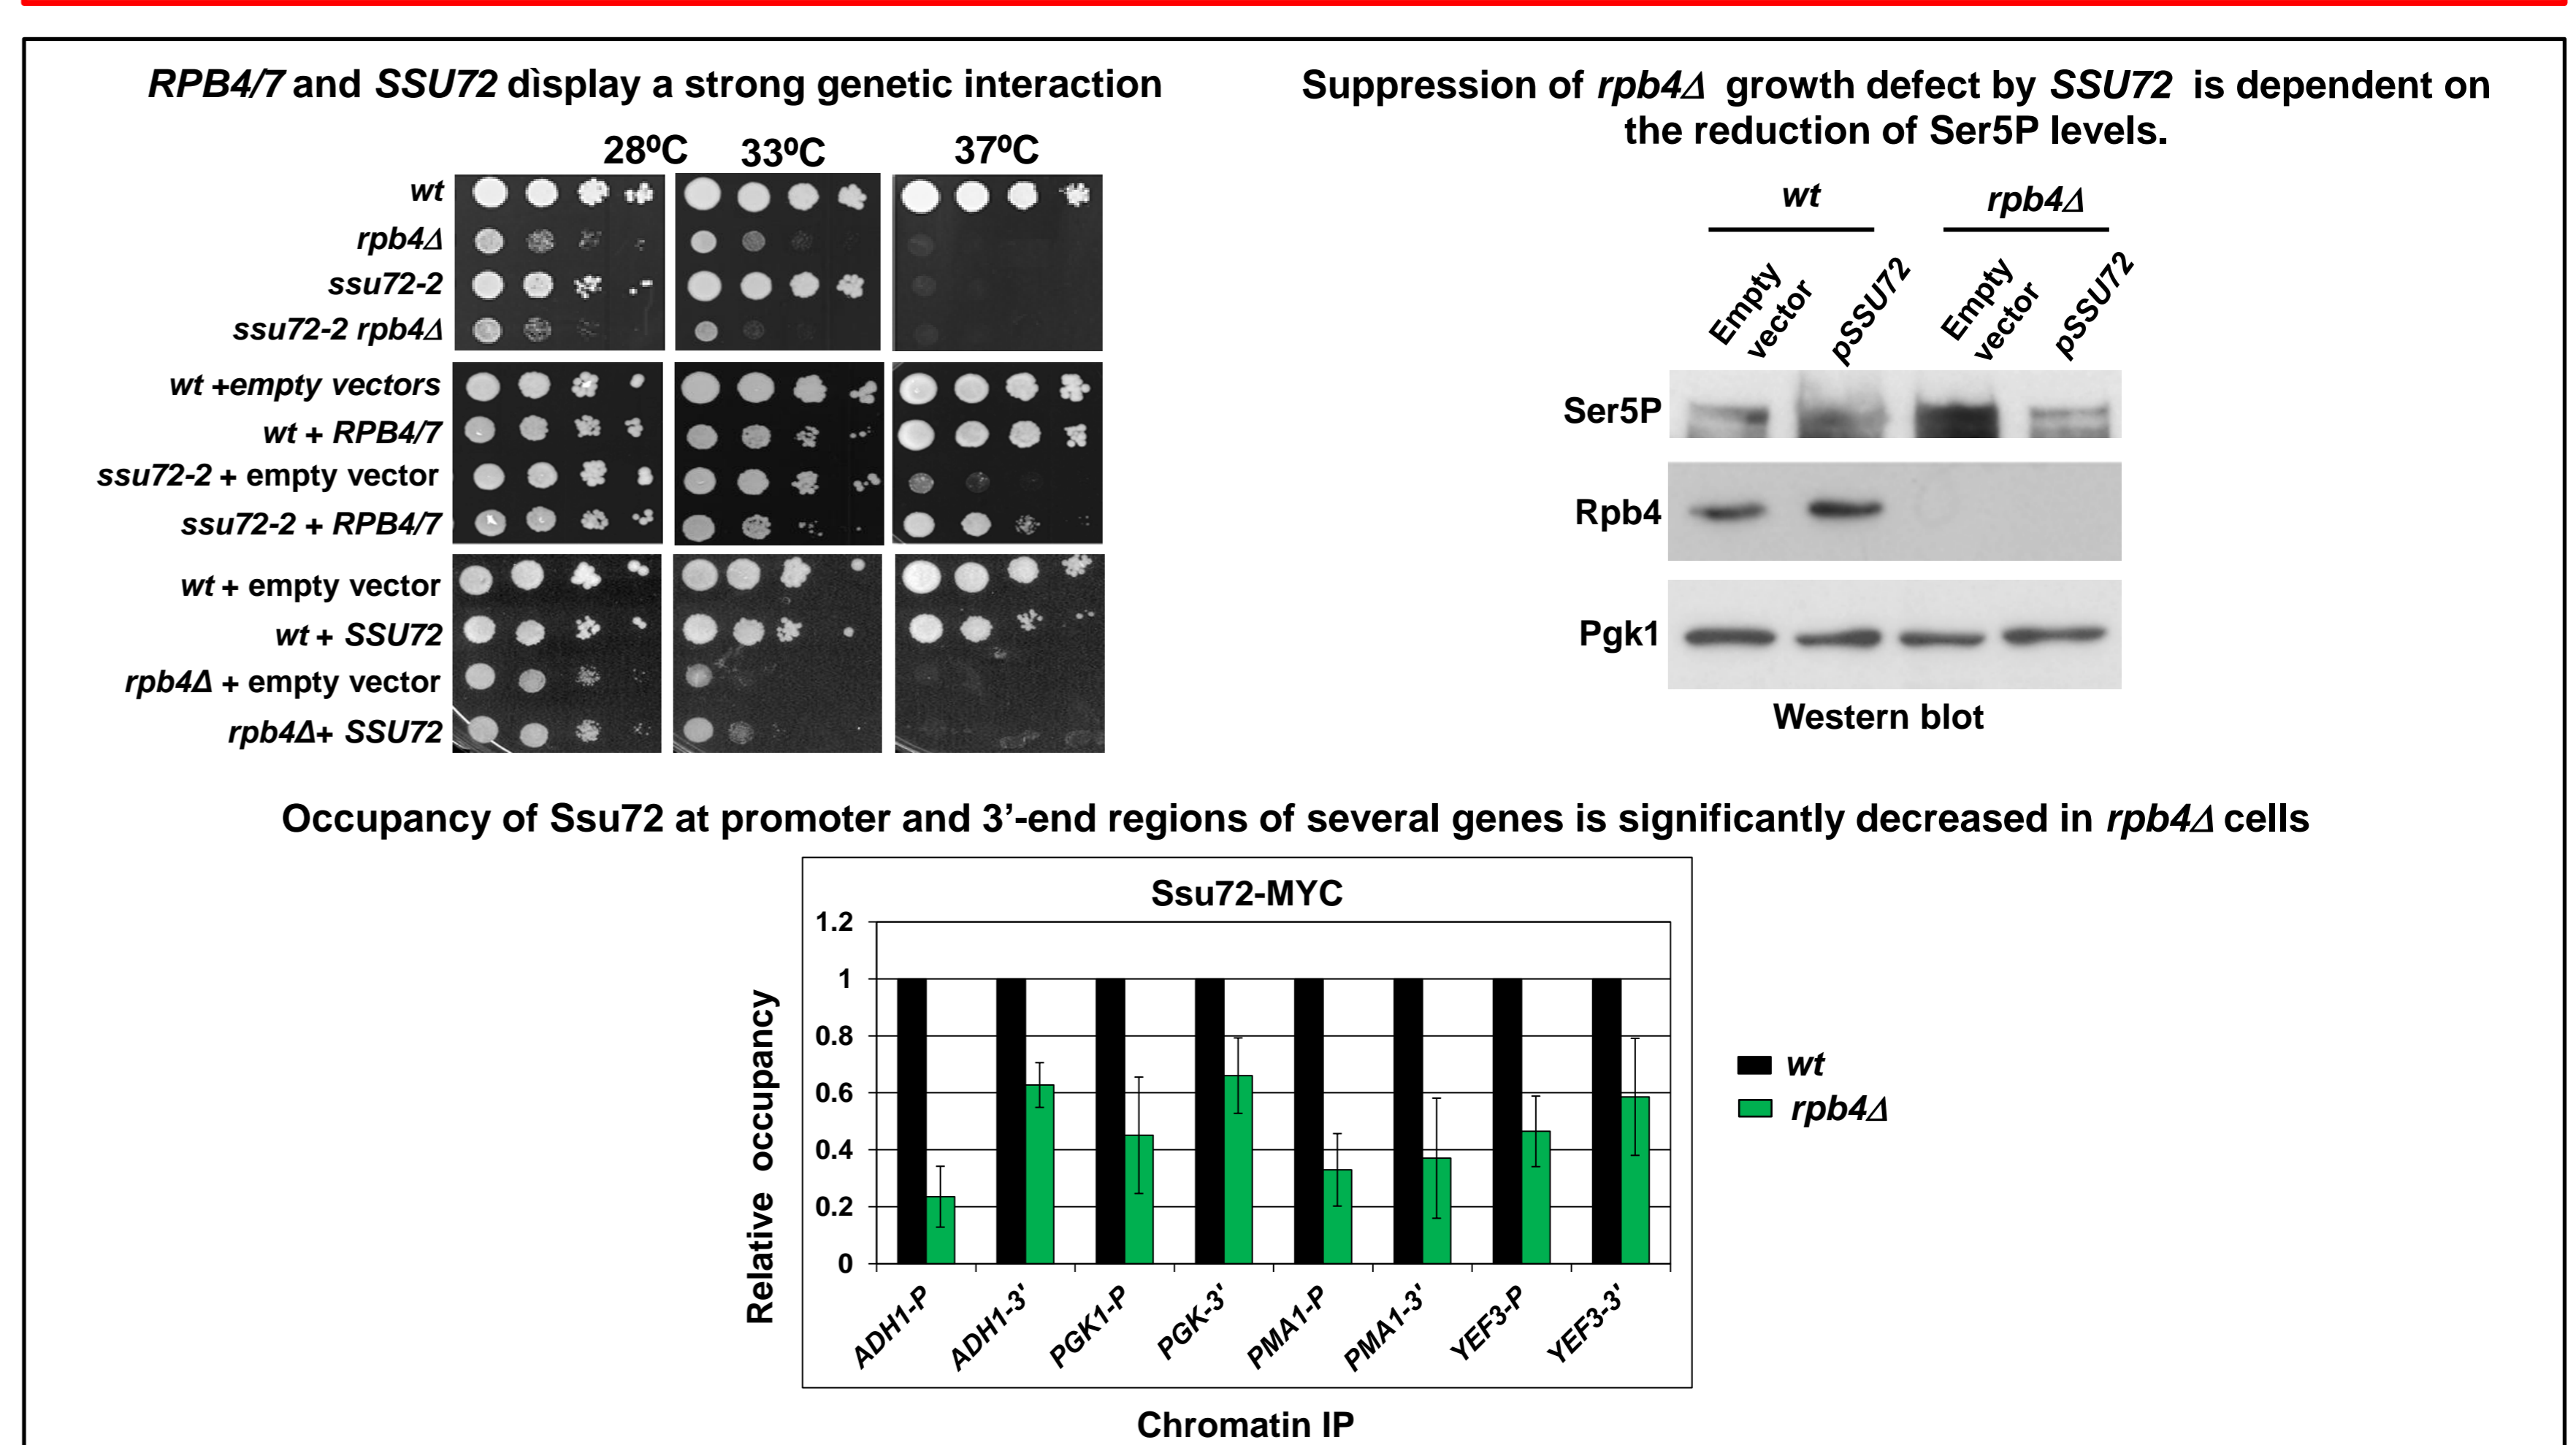 RPB4/7 and SSU72 dìsplay a strong genetic interaction
28ºC 33ºC 37ºC
wt
rpb4Δ
ssu72-2
ssu72-2 rpb4Δ
wt +empty vectors
wt + RPB4/7
ssu72-2 + empty vector
ssu72-2 + RPB4/7
wt + empty vector
wt + SSU72
rpb4Δ + empty vector
rpb4Δ+ SSU72
Suppression of rpb4Δ growth defect by SSU72 is dependent on
the reduction of Ser5P levels.
wt rpb4Δ
Empty
vector
pSSU72
Empty
vector
pSSU72
Ser5P
Rpb4
Pgk1
Western blot
Occupancy of Ssu72 at promoter and 3’-end regions of several genes is significantly decreased in rpb4Δ cells
Ssu72-MYC
Relative occupancy
1.2
1
0.8
0.6
0.4
0.2
0
ADH1-P
ADH1-3'
PGK1-P
PGK-3'
PMA1-P
PMA1-3'
YEF3-P
YEF3-3'
wt
rpb4Δ
Chromatin IP